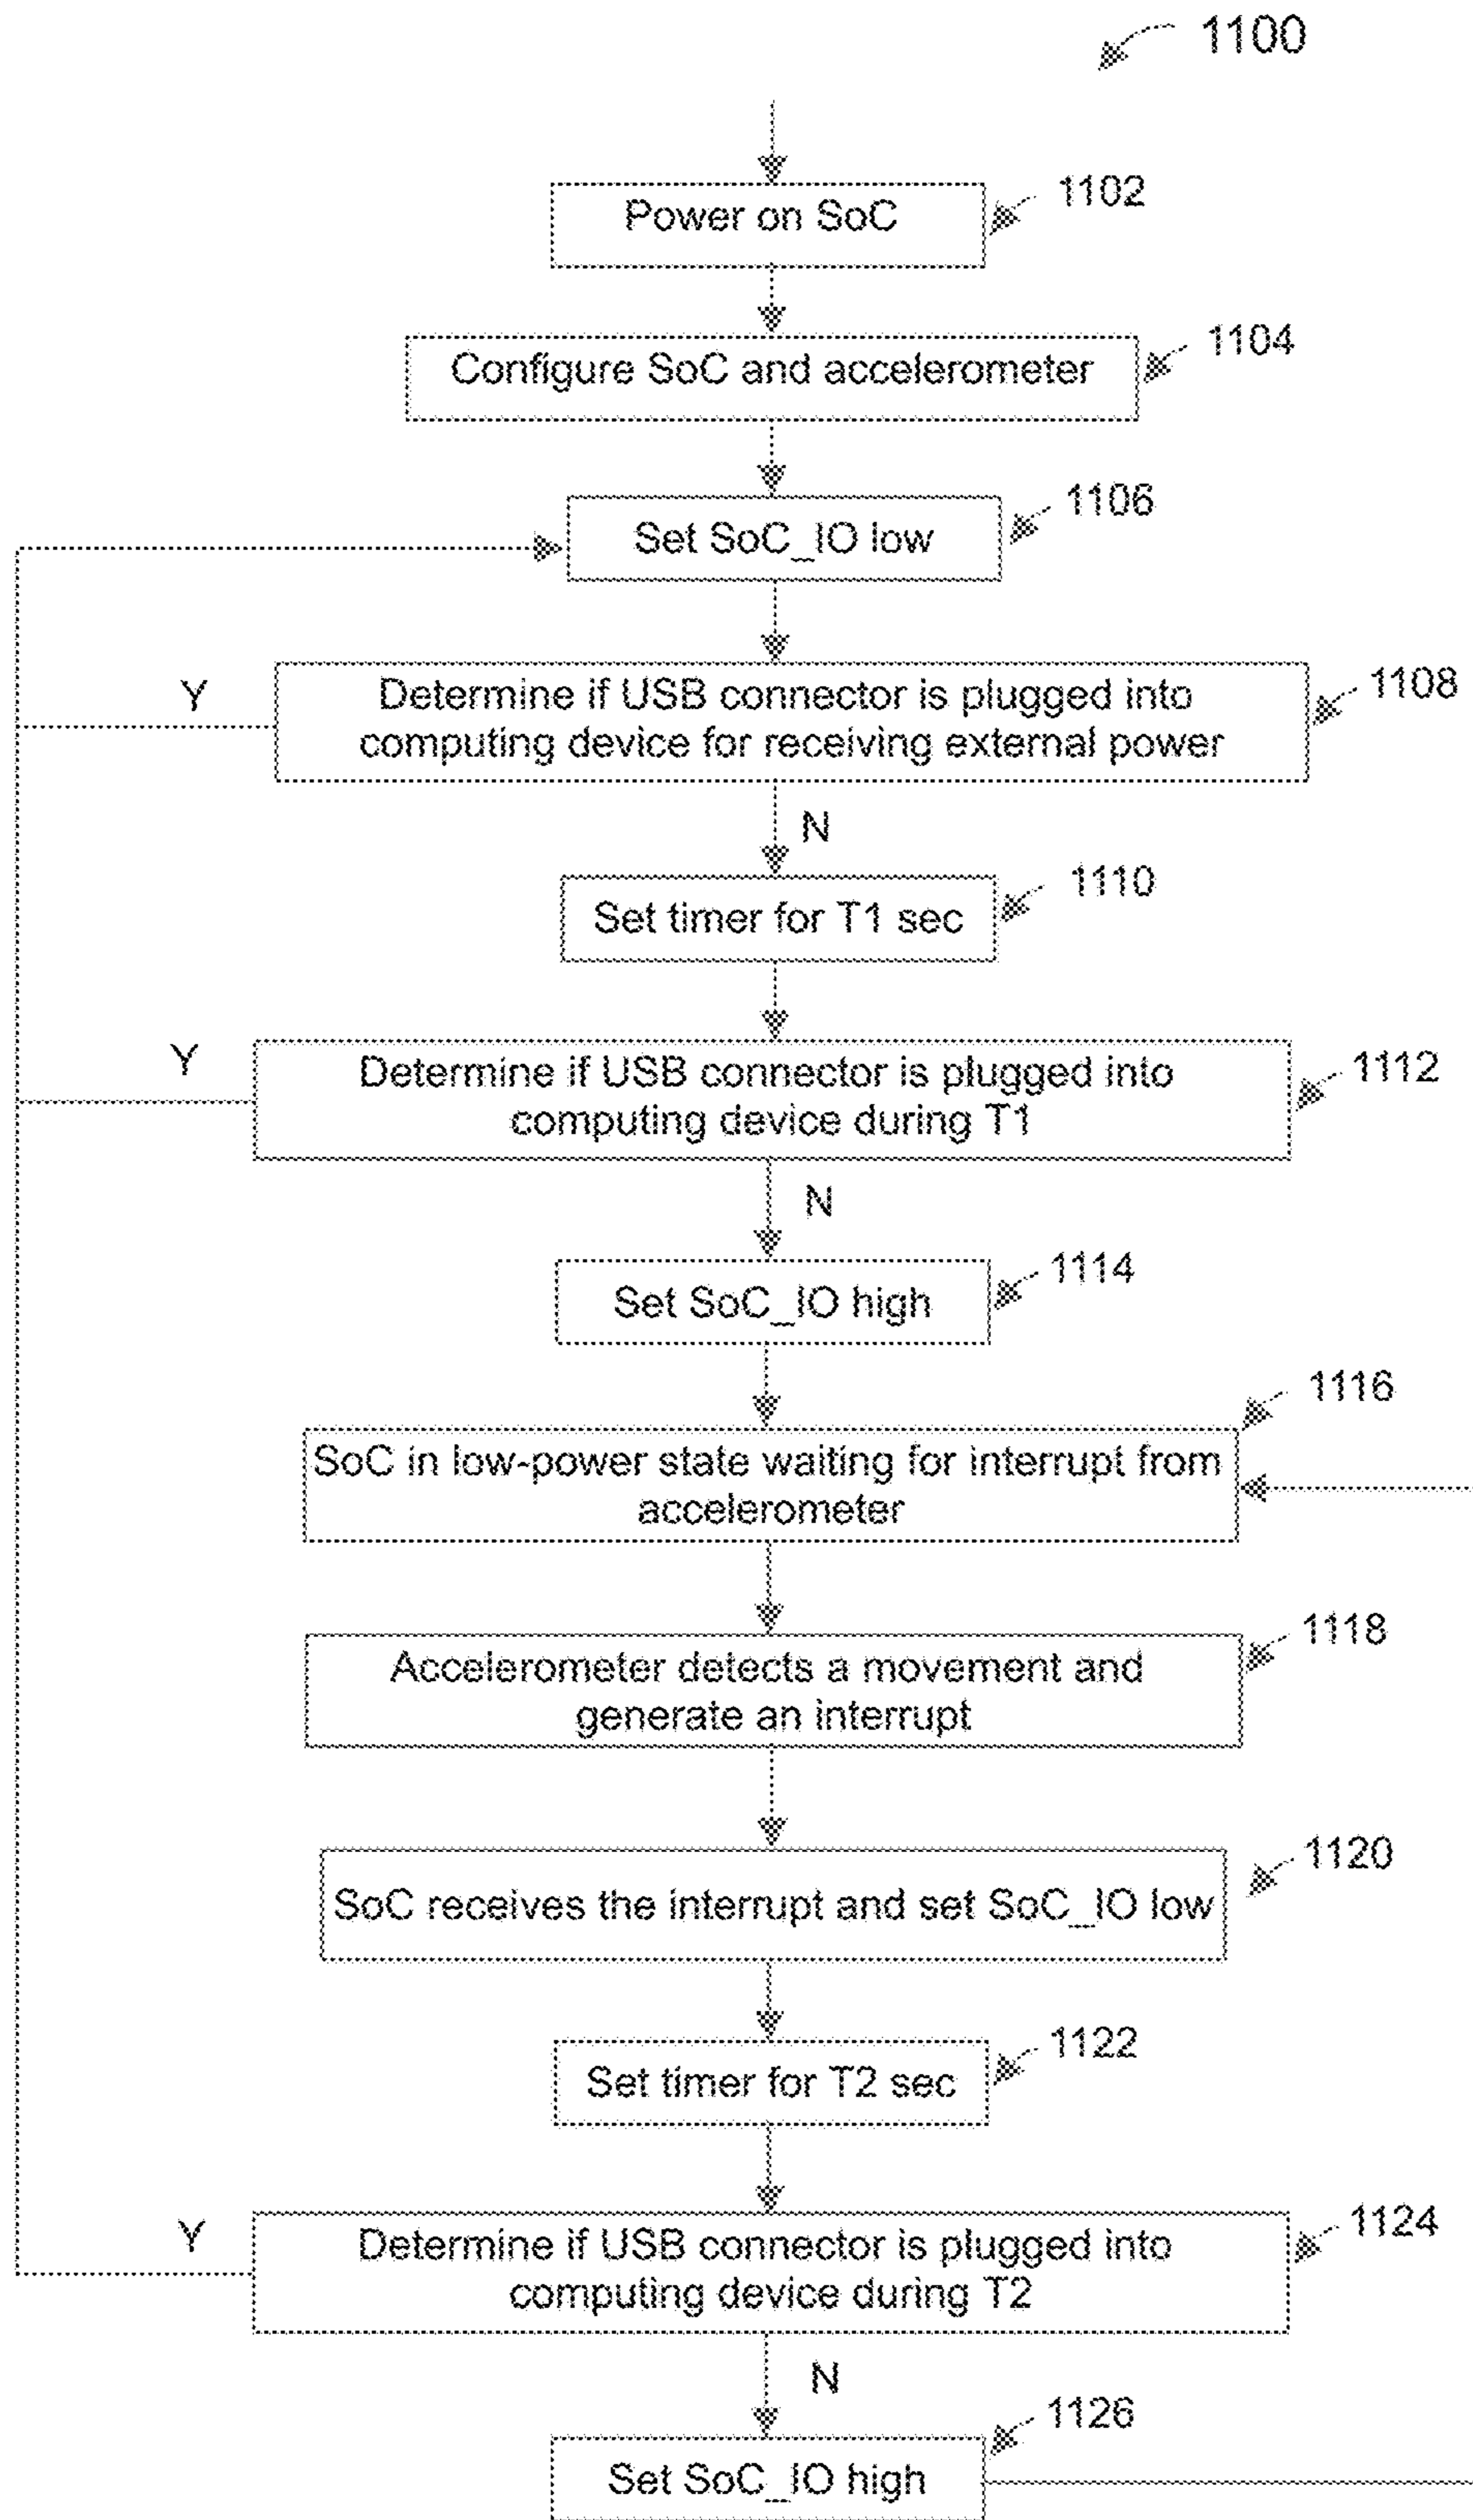 1100
Power on SoC
1102
Configure SoC and accelerometer
1104
Set SoC_IO low
1106
Y
Determine if USB connector is plugged into
computing device for receiving external power
1108
N
Set timer for T1 sec
1110
Y
Determine if USB connector is plugged into
computing device during T1
1112
N
Set SoC_IO high
1114
SoC in low-power state waiting for interrupt from
accelerometer
1116
Accelerometer detects a movement and
generate an interrupt
1118
SoC receives the interrupt and set SoC_IO low
1120
Set timer for T2 sec
1122
Y
Determine if USB connector is plugged into
computing device during T2
1124
N
Set SoC_IO high
1126